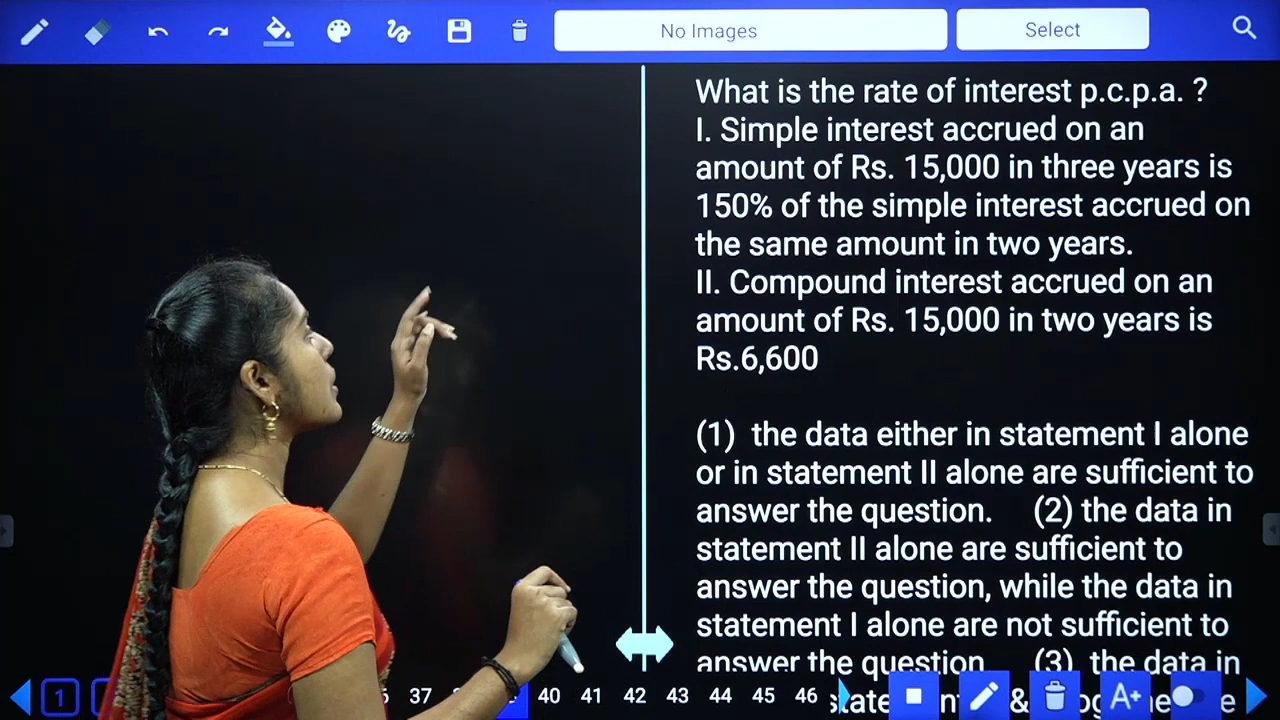 No Images
Select
What is the rate of interest p.c.p.a. ?
I. Simple interest accrued on an
amount of Rs. 15,000 in three years is
150% of the simple interest accrued on
the same amount in two years.
II. Compound interest accrued on an
amount of Rs. 15,000 in two years is
Rs.6,600
(1) the data either in statement I alone
or in statement II alone are sufficient to
answer the question. (2) the data in
statement II alone are sufficient to
answer the question, while the data in
statement I alone are not sufficient to
answer the question (3) the data in
1 37 40 41 42 43 44 45 46 A+